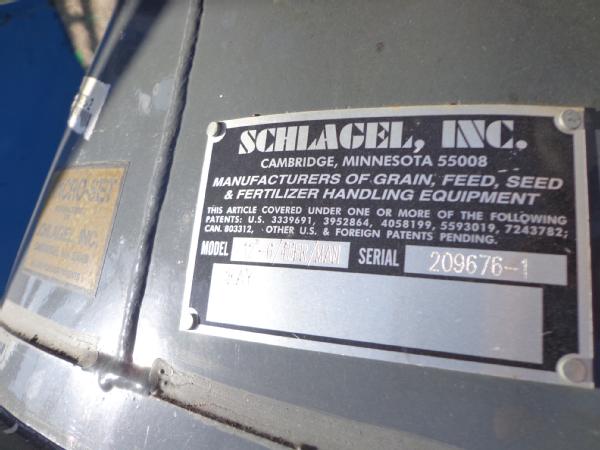 SCHLAGEL, INC.
CAMBRIDGE, MINNESOTA 55008
MANUFACTURERS OF GRAIN, FEED, SEED
& FERTILIZER HANDLING EQUIPMENT
THIS ARTICLE COVERED UNDER ONE OR MORE OF THE FOLLOWING
PATENTS: U.S. 3339691, 3952864, 4058199, 5593019, 7243782;
CAN. 803312, OTHER U.S. & FOREIGN PATENTS PENDING.
MODEL SERIAL 209676-1
INC.